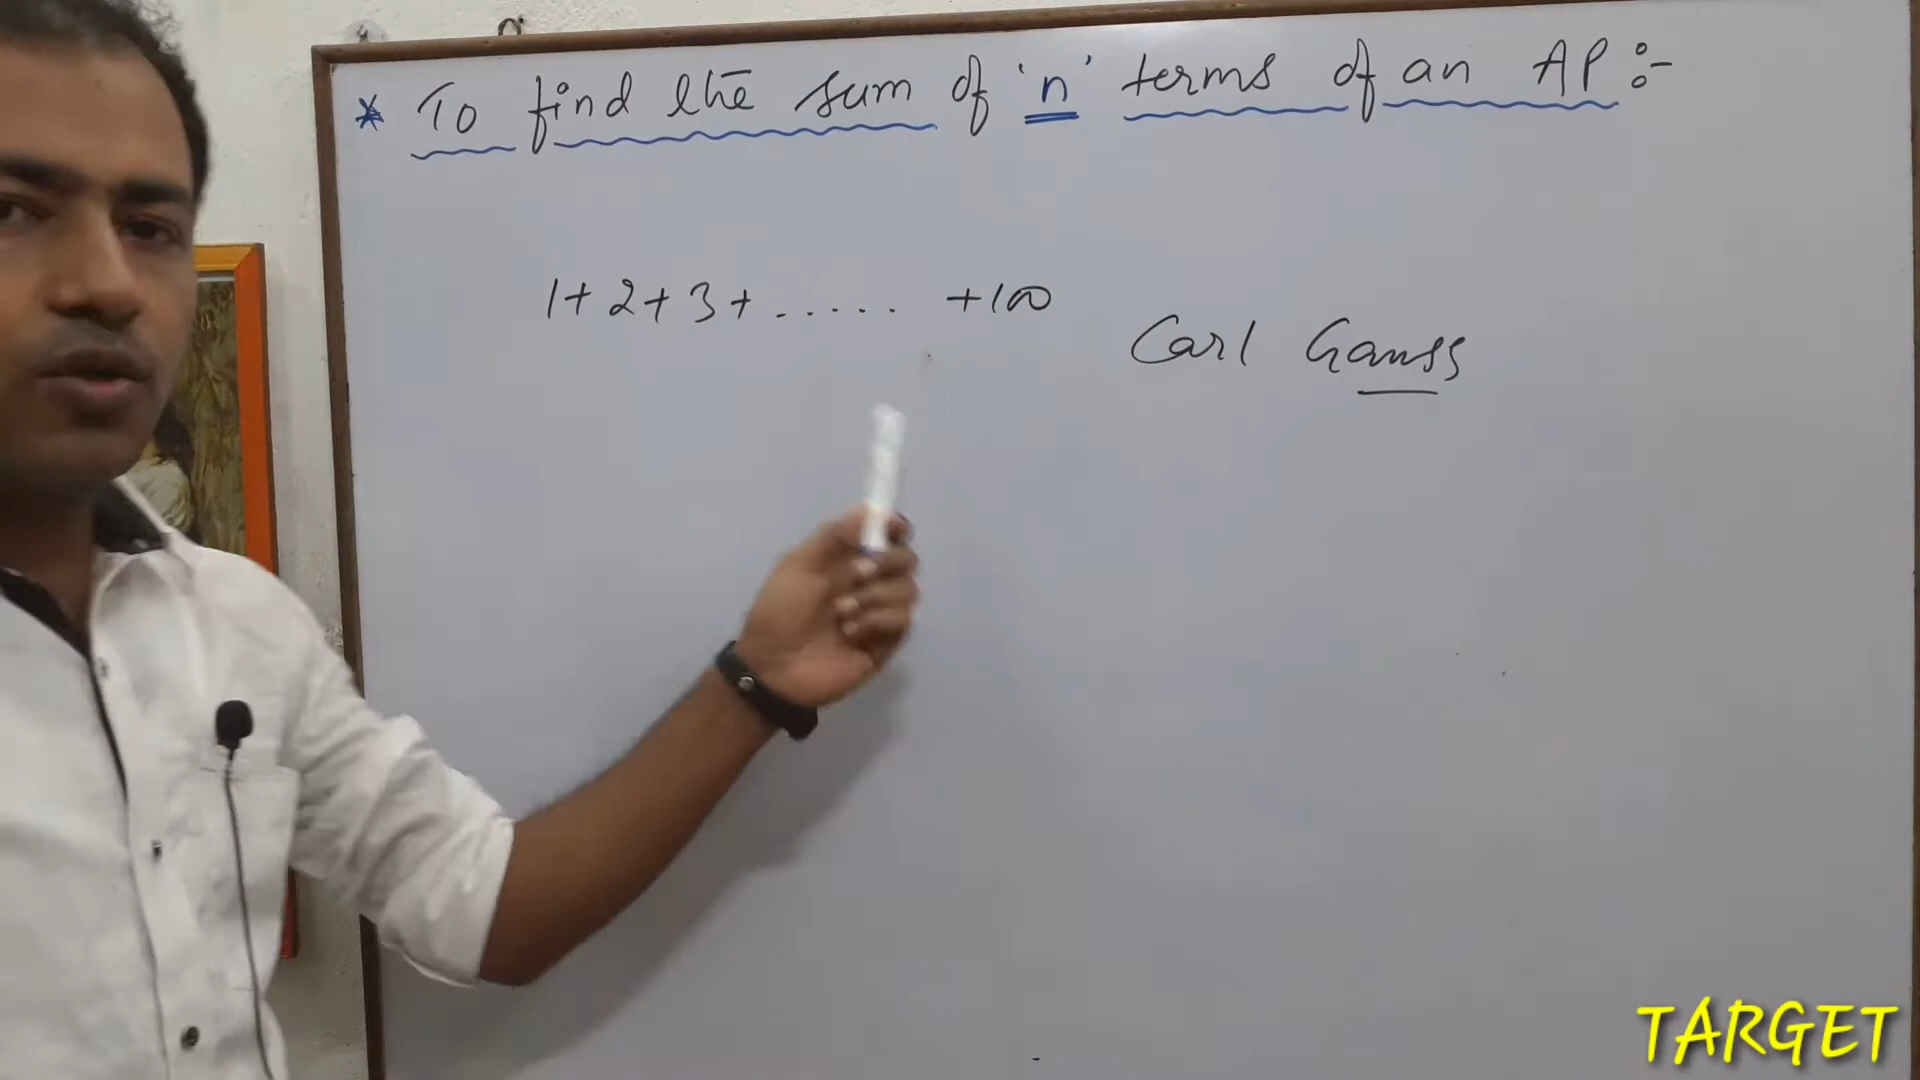 * To find the sum of 'n' terms of an AP :-
1 + 2 + 3 + ..... + 100
Carl Gauss
TARGET